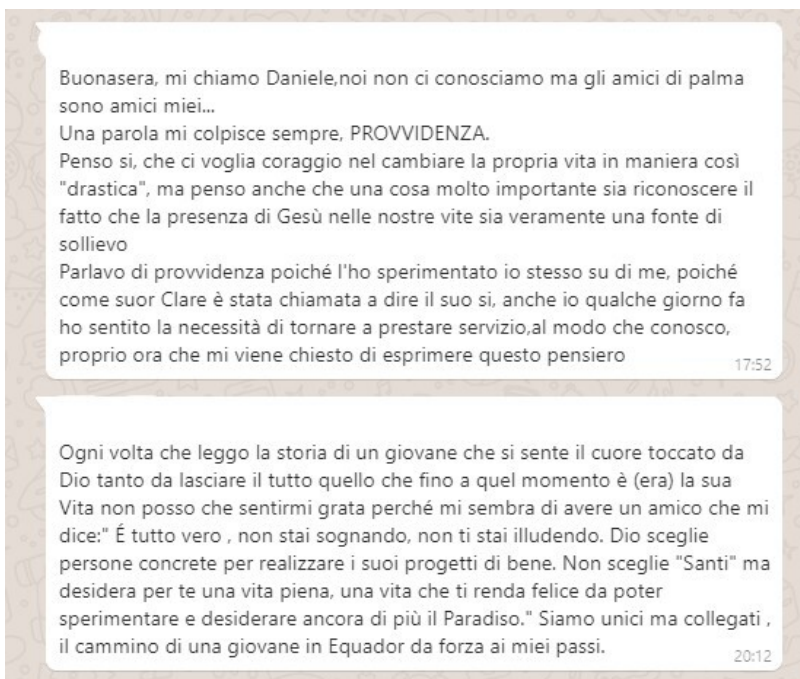 Buonasera, mi chiamo Daniele,noi non ci conosciamo ma gli amici di palma
sono amici miei...
Una parola mi colpisce sempre, PROVVIDENZA.
Penso si, che ci voglia coraggio nel cambiare la propria vita in maniera così
"drastica", ma penso anche che una cosa molto importante sia riconoscere il
fatto che la presenza di Gesù nelle nostre vite sia veramente una fonte di
sollievo
Parlavo di provvidenza poiché l'ho sperimentato io stesso su di me, poiché
come suor Clare è stata chiamata a dire il suo si, anche io qualche giorno fa
ho sentito la necessità di tornare a prestare servizio,al modo che conosco,
proprio ora che mi viene chiesto di esprimere questo pensiero
17:52
Ogni volta che leggo la storia di un giovane che si sente il cuore toccato da
Dio tanto da lasciare il tutto quello che fino a quel momento è (era) la sua
Vita non posso che sentirmi grata perché mi sembra di avere un amico che mi
dice:" É tutto vero , non stai sognando, non ti stai illudendo. Dio sceglie
persone concrete per realizzare i suoi progetti di bene. Non sceglie "Santi" ma
desidera per te una vita piena, una vita che ti renda felice da poter
sperimentare e desiderare ancora di più il Paradiso." Siamo unici ma collegati ,
il cammino di una giovane in Equador da forza ai miei passi.
20:12